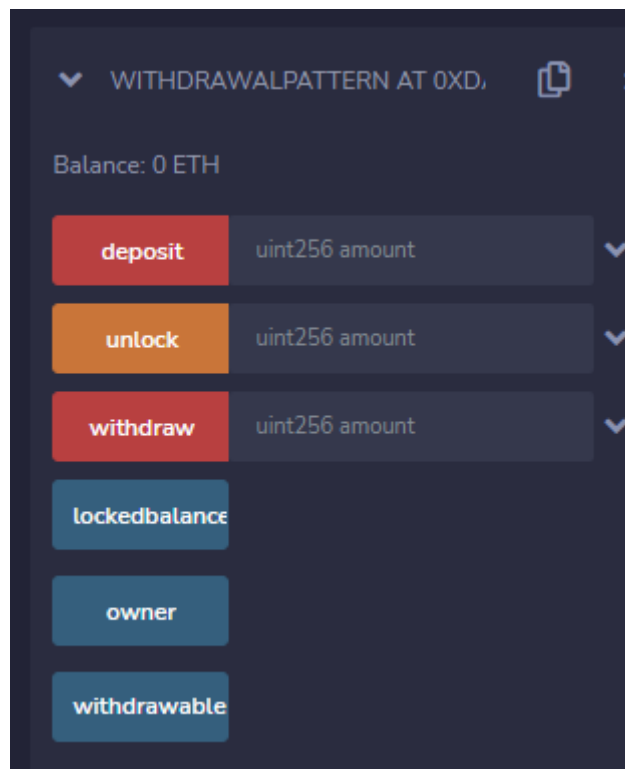 WITHDRAWALPATTERN AT 0XD
Balance: 0 ETH
deposit uint256 amount
unlock uint256 amount
withdraw uint256 amount
lockedbalance
owner
withdrawable